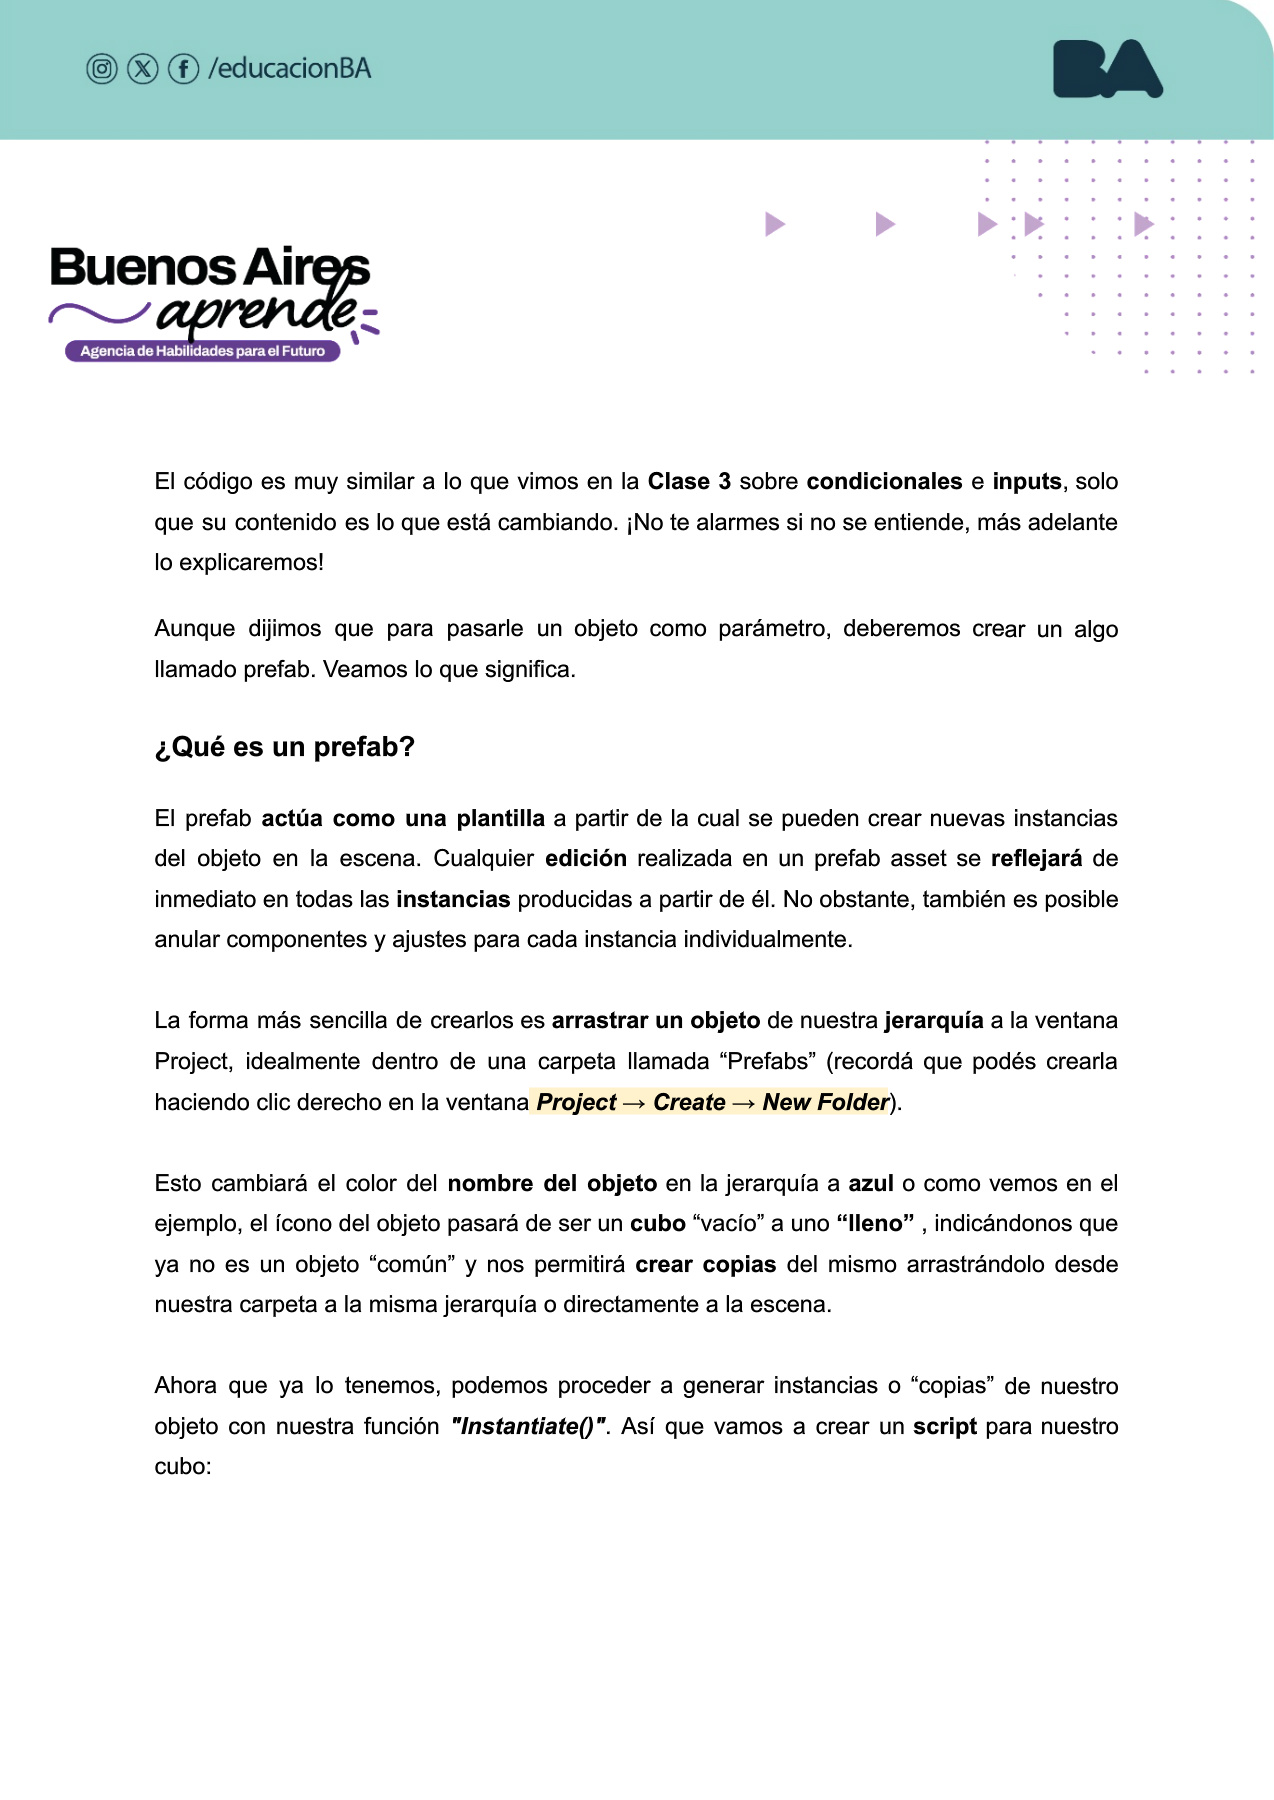 /educacionBA
BA
Buenos Aires
aprende
Agencia de Habilidades para el Futuro
El código es muy similar a lo que vimos en la Clase 3 sobre condicionales e inputs, solo
que su contenido es lo que está cambiando. ¡No te alarmes si no se entiende, más adelante
lo explicaremos!
Aunque dijimos que para pasarle un objeto como parámetro, deberemos crear un algo
llamado prefab. Veamos lo que significa.
¿Qué es un prefab?
El prefab actúa como una plantilla a partir de la cual se pueden crear nuevas instancias
del objeto en la escena. Cualquier edición realizada en un prefab asset se reflejará de
inmediato en todas las instancias producidas a partir de él. No obstante, también es posible
anular componentes y ajustes para cada instancia individualmente.
La forma más sencilla de crearlos es arrastrar un objeto de nuestra jerarquía a la ventana
Project, idealmente dentro de una carpeta llamada “Prefabs” (recordá que podés crearla
haciendo clic derecho en la ventana Project → Create → New Folder).
Esto cambiará el color del nombre del objeto en la jerarquía a azul o como vemos en el
ejemplo, el ícono del objeto pasará de ser un cubo “vacío” a uno “lleno” , indicándonos que
ya no es un objeto “común” y nos permitirá crear copias del mismo arrastrándolo desde
nuestra carpeta a la misma jerarquía o directamente a la escena.
Ahora que ya lo tenemos, podemos proceder a generar instancias o “copias” de nuestro
objeto con nuestra función "Instantiate()". Así que vamos a crear un script para nuestro
cubo: